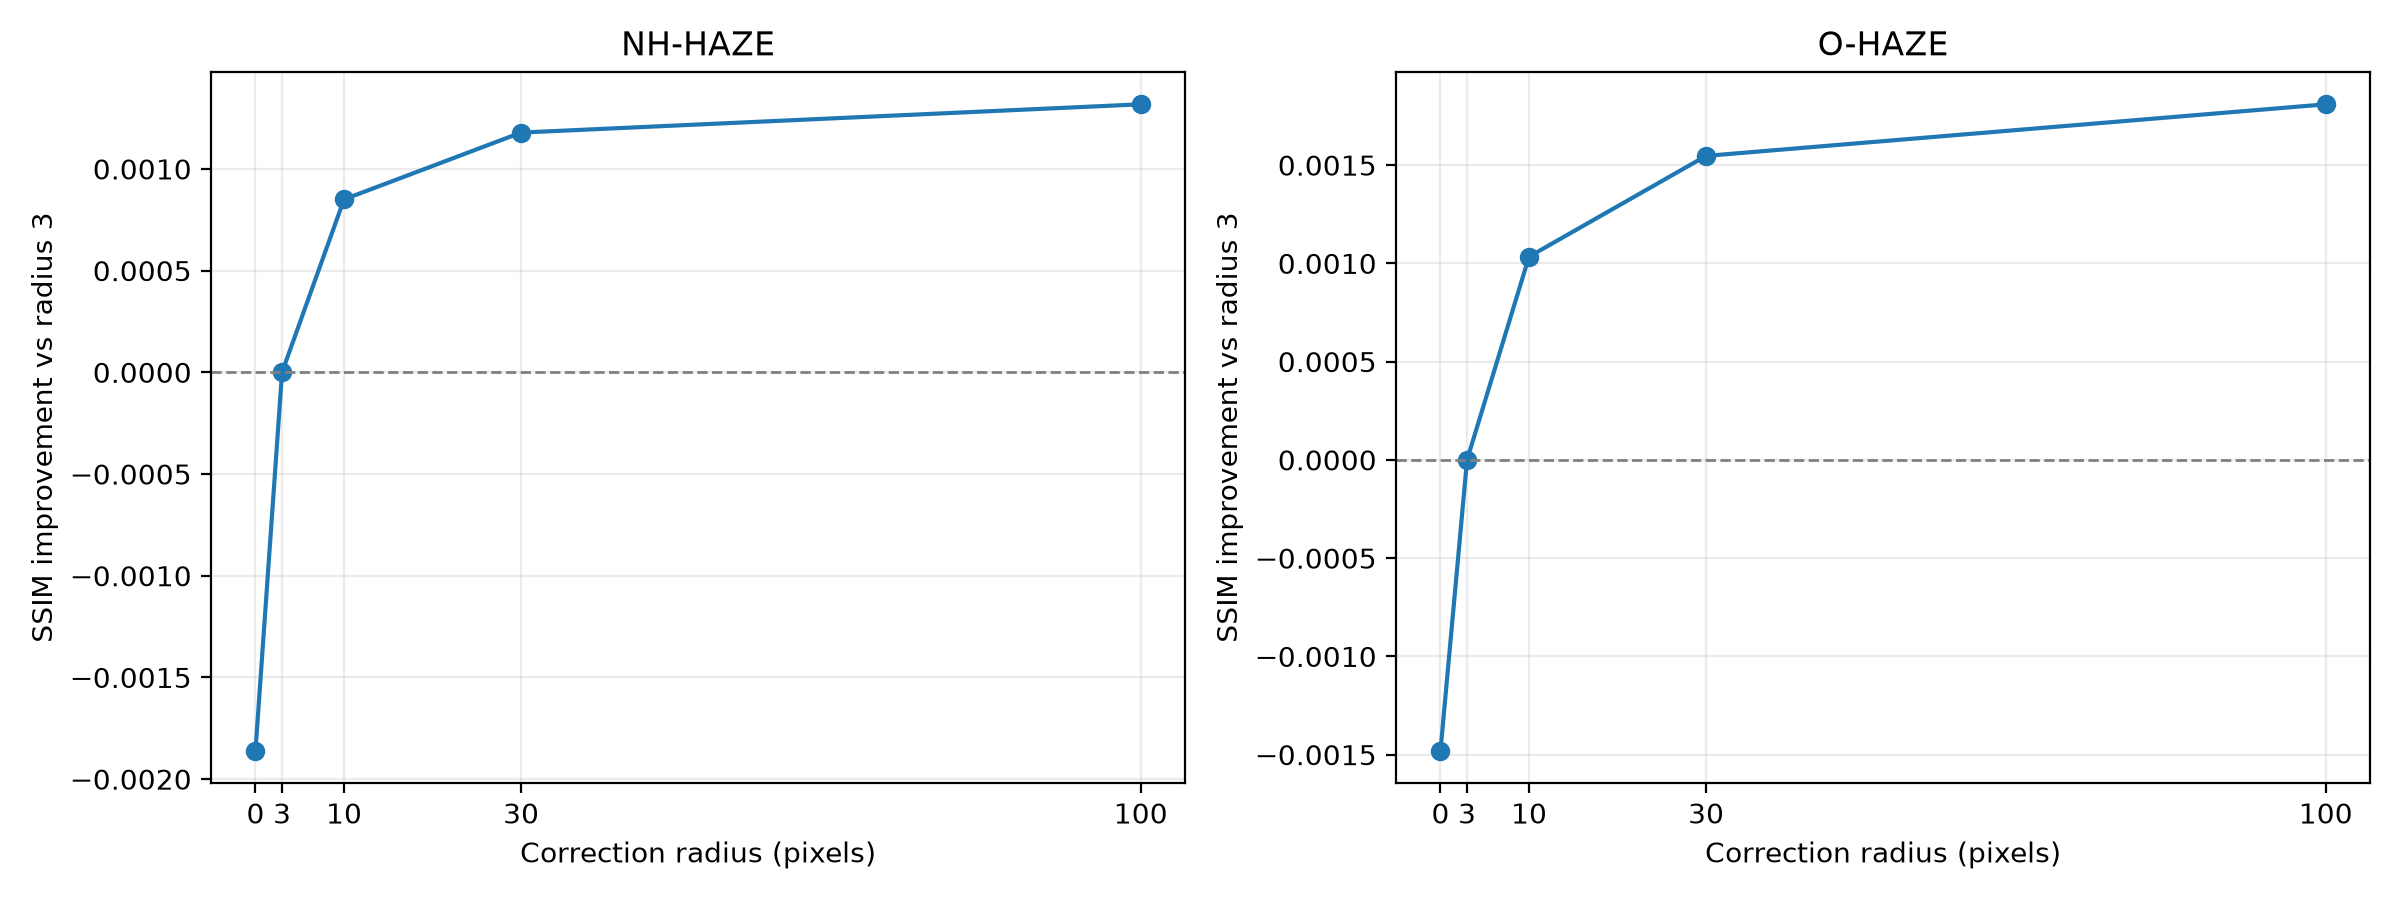 NH-HAZE
SSIM improvement vs radius 3
0.0010
0.0005
0.0000
−0.0005
−0.0010
−0.0015
−0.0020
0 3 10 30 100
Correction radius (pixels)
O-HAZE
SSIM improvement vs radius 3
0.0015
0.0010
0.0005
0.0000
−0.0005
−0.0010
−0.0015
0 3 10 30 100
Correction radius (pixels)